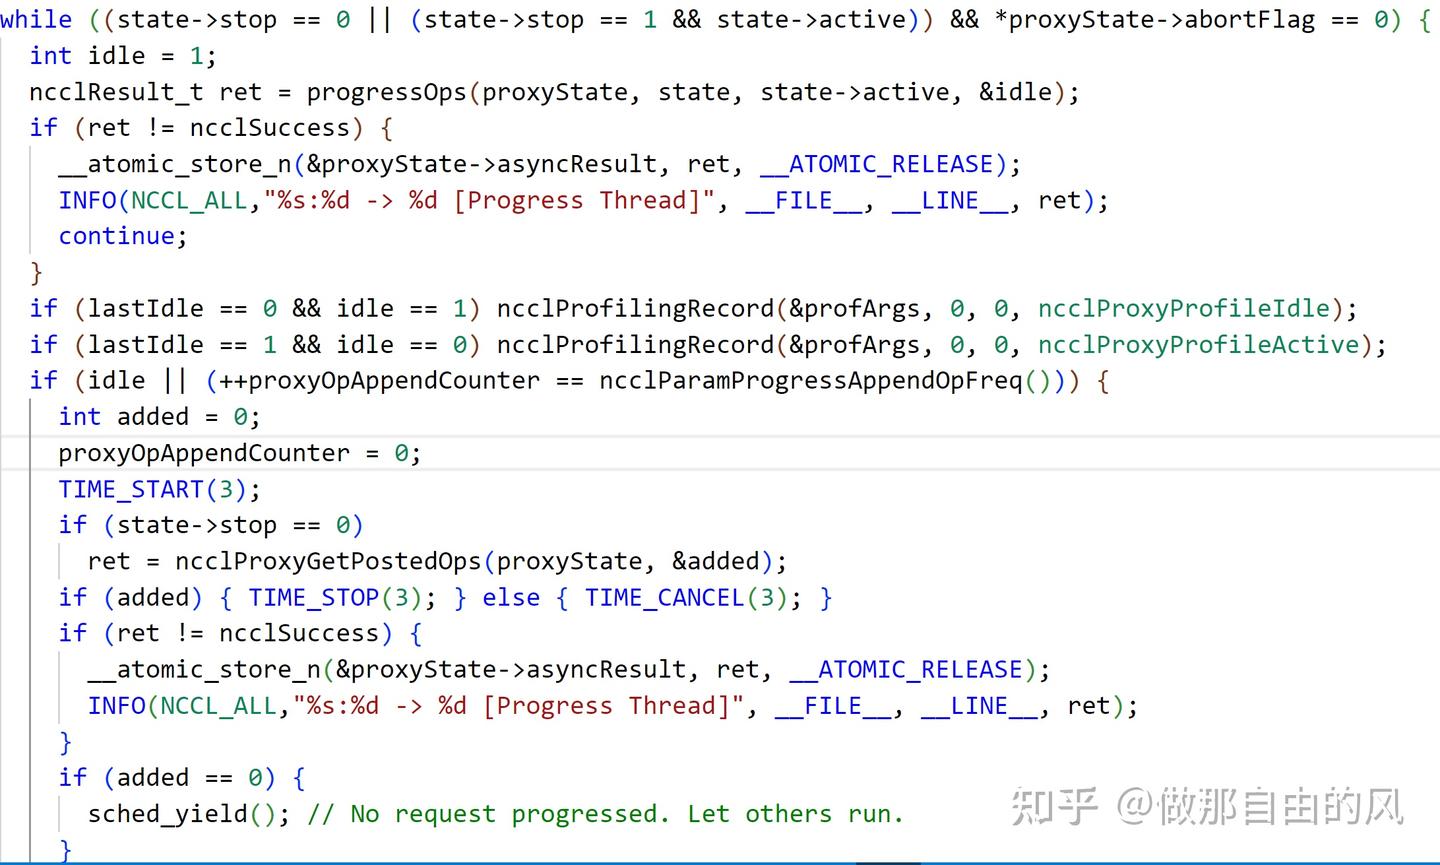 while ((state->stop == 0 || (state->stop == 1 && state->active)) && *proxyState->abortFlag == 0) {
  int idle = 1;
  ncclResult_t ret = progressOps(proxyState, state, state->active, &idle);
  if (ret != ncclSuccess) {
    __atomic_store_n(&proxyState->asyncResult, ret, __ATOMIC_RELEASE);
    INFO(NCCL_ALL,"%s:%d -> %d [Progress Thread]", __FILE__, __LINE__, ret);
    continue;
  }
  if (lastIdle == 0 && idle == 1) ncclProfilingRecord(&profArgs, 0, 0, ncclProxyProfileIdle);
  if (lastIdle == 1 && idle == 0) ncclProfilingRecord(&profArgs, 0, 0, ncclProxyProfileActive);
  if (idle || (++proxyOpAppendCounter == ncclParamProgressAppendOpFreq())) {
    int added = 0;
    proxyOpAppendCounter = 0;
    TIME_START(3);
    if (state->stop == 0)
      ret = ncclProxyGetPostedOps(proxyState, &added);
    if (added) { TIME_STOP(3); } else { TIME_CANCEL(3); }
    if (ret != ncclSuccess) {
      __atomic_store_n(&proxyState->asyncResult, ret, __ATOMIC_RELEASE);
      INFO(NCCL_ALL,"%s:%d -> %d [Progress Thread]", __FILE__, __LINE__, ret);
    }
    if (added == 0) {
      sched_yield(); // No request progressed. Let others run.
    }
知乎 @做那自由的风